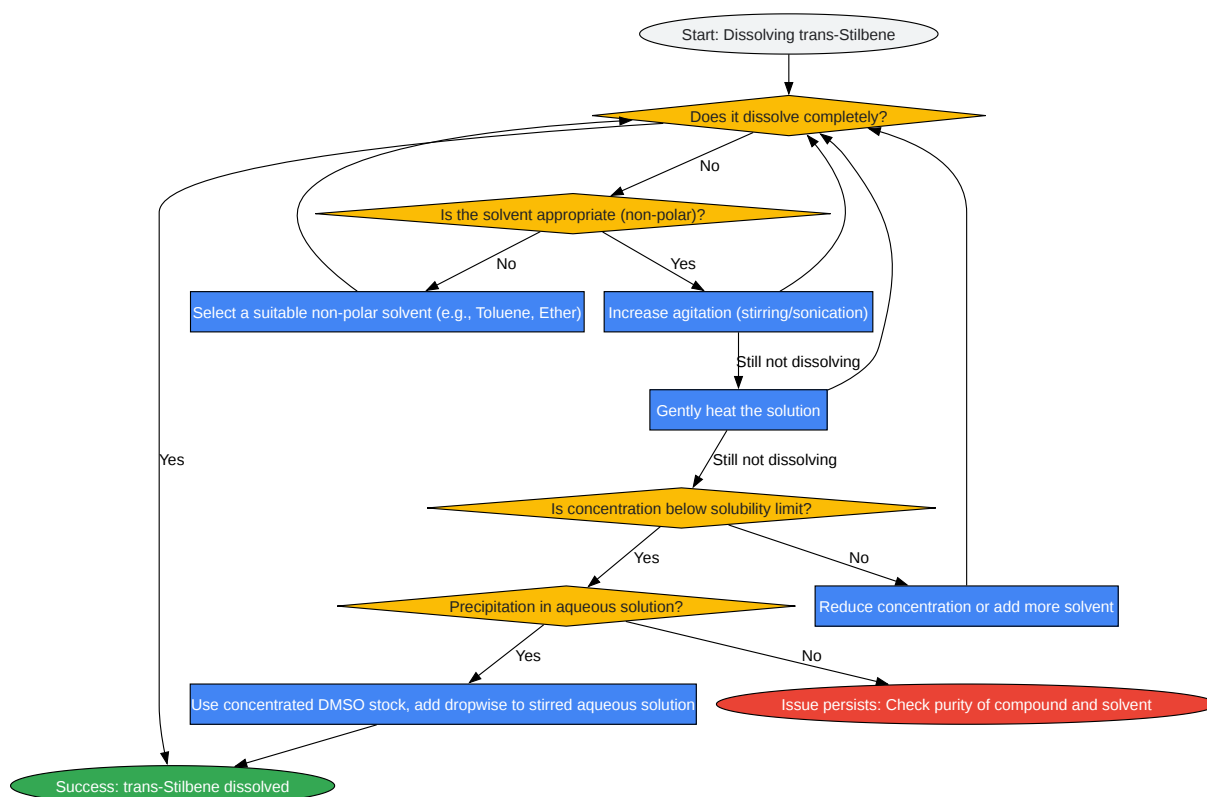 Start: Dissolving trans-Stilbene
Does it dissolve completely?
No
Is the solvent appropriate (non-polar)?
No
Yes
Select a suitable non-polar solvent (e.g., Toluene, Ether)
Increase agitation (stirring/sonication)
Still not dissolving
Gently heat the solution
Yes
Still not dissolving
Is concentration below solubility limit?
Yes
No
Precipitation in aqueous solution?
Reduce concentration or add more solvent
Yes
No
Use concentrated DMSO stock, add dropwise to stirred aqueous solution
Issue persists: Check purity of compound and solvent
Success: trans-Stilbene dissolved